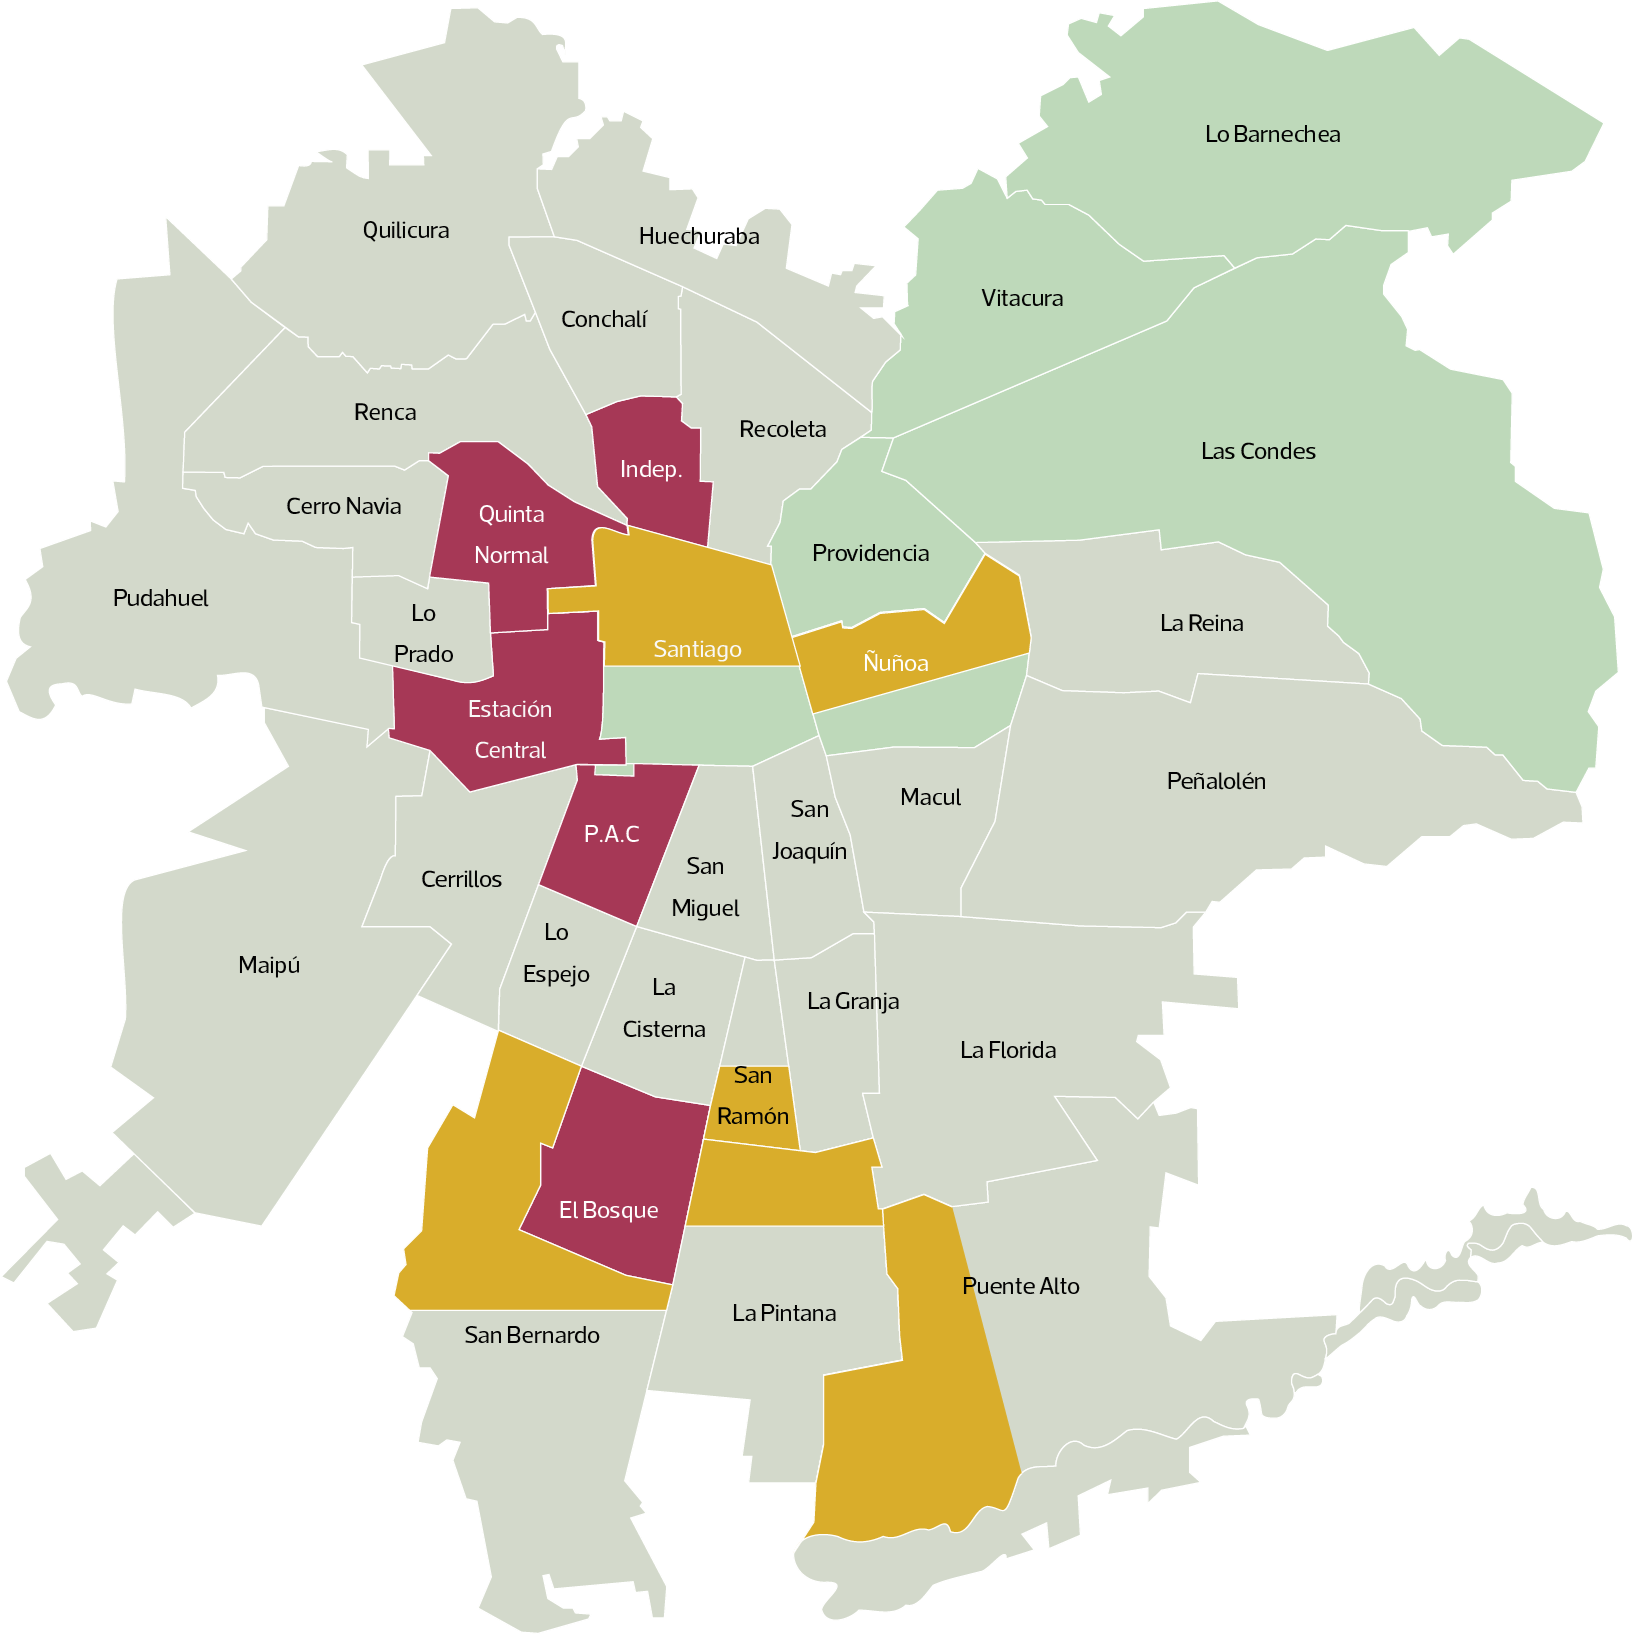 Lo Barnechea
Quilicura
Huechuraba
Vitacura
Conchalí
Renca
Recoleta
Las Condes
Indep.
Cerro Navia
Quinta
Normal
Providencia
Pudahuel
Lo
Prado
La Reina
Santiago
Ñuñoa
Estación
Central
Peñalolén
Macul
San
Joaquín
P.A.C
San
Miguel
Cerrillos
Lo
Espejo
Maipú
La
Cisterna
La Granja
La Florida
San
Ramón
El Bosque
Puente Alto
La Pintana
San Bernardo